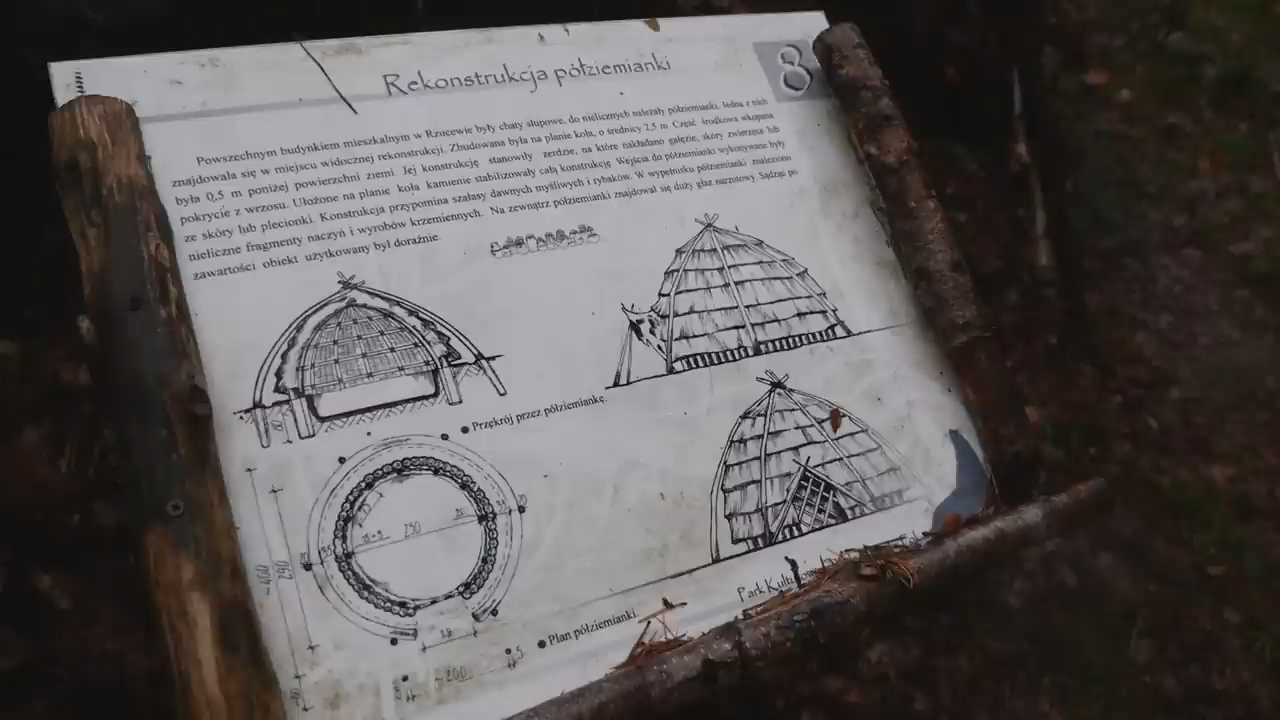 Rekonstrukcja półziemianki
8
Powszechnym budynkiem mieszkalnym w Rzucewie były chaty słupowe, do nielicznych należały półziemianki. Jedna z nich
znajdowała się w miejscu widocznej rekonstrukcji. Zbudowana była na planie koła, o średnicy 2,5 m. Część środkowa wkopana
była 0,5 m poniżej powierzchni ziemi. Jej konstrukcję stanowiły żerdzie, na które nakładano gałęzie, skóry zwierzęce lub
pokrycie z wrzosu. Ułożone na planie koła kamienie stabilizowały całą konstrukcję. Wejścia do półziemianki wykonywane były
ze skóry lub plecionki. Konstrukcja przypomina szałasy dawnych myśliwych i rybaków. W wypełnisku półziemianki znaleziono
nieliczne fragmenty naczyń i wyrobów krzemiennych. Na zewnątrz półziemianki znajdował się duży głaz narzutowy. Sądząc po
zawartości obiekt użytkowany był doraźnie.
Przekrój przez półziemiankę.
250
~400
290
Plan półziemianki.
~200
5
Park Kultu